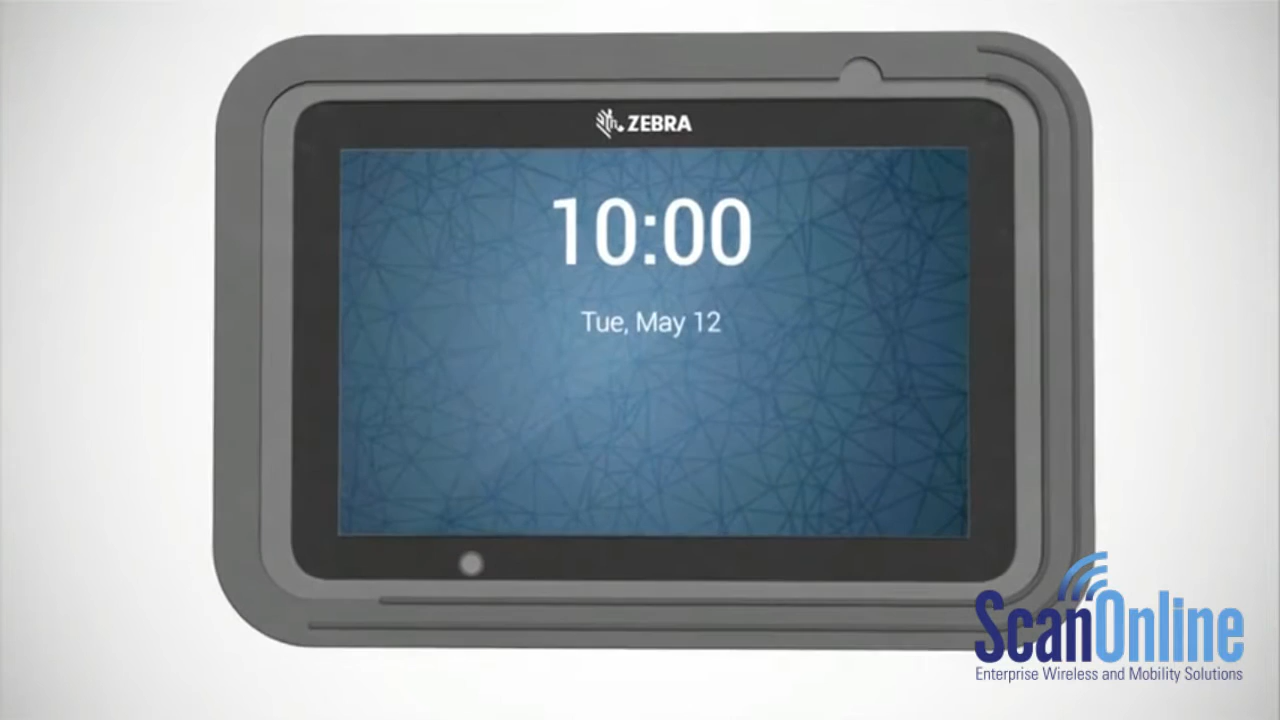 ZEBRA
10:00
Tue, May 12
ScanOnline
Enterprise Wireless and Mobility Solutions